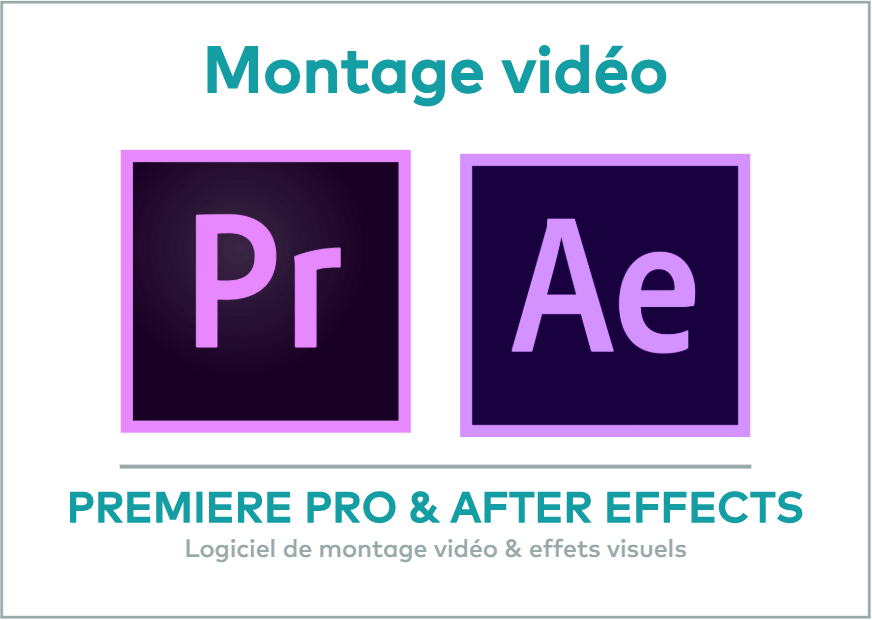 Montage vidéo
Pr Ae
PREMIERE PRO & AFTER EFFECTS
Logiciel de montage vidéo & effets visuels